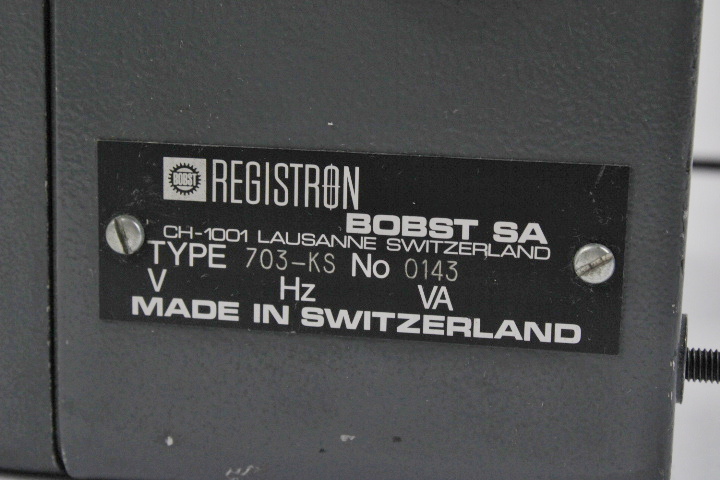 BOBST REGISTRON
BOBST SA
CH-1001 LAUSANNE SWITZERLAND
TYPE 703-KS No 0143
V Hz VA
MADE IN SWITZERLAND